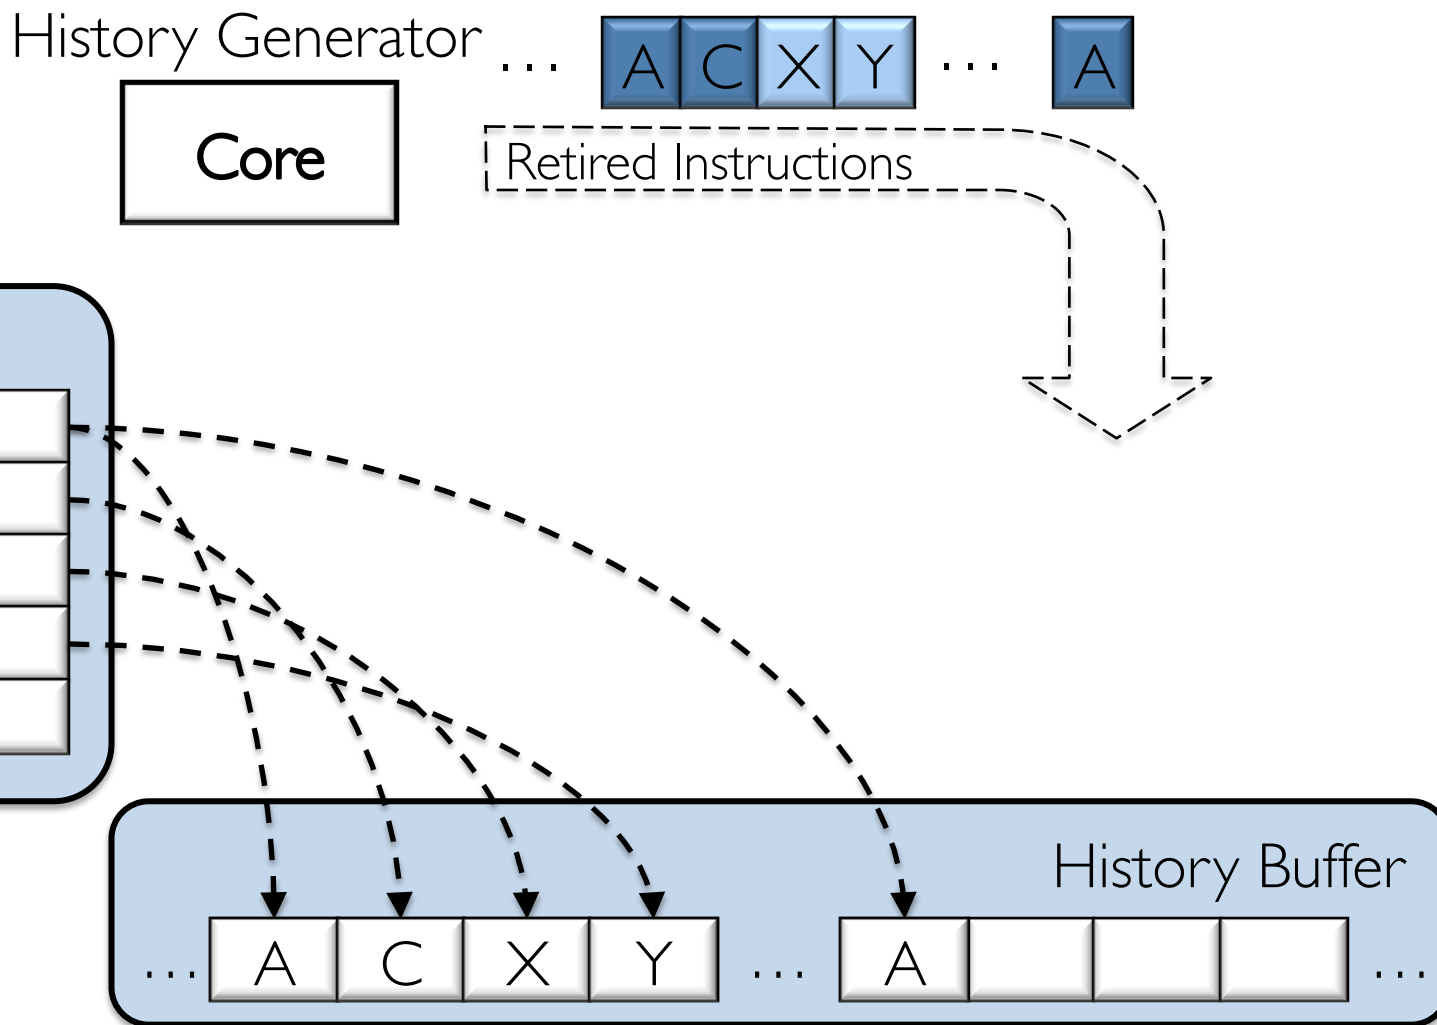 History Generator
... A C X Y ... A
Core
Retired Instructions
History Buffer
... A C X Y ... A ...